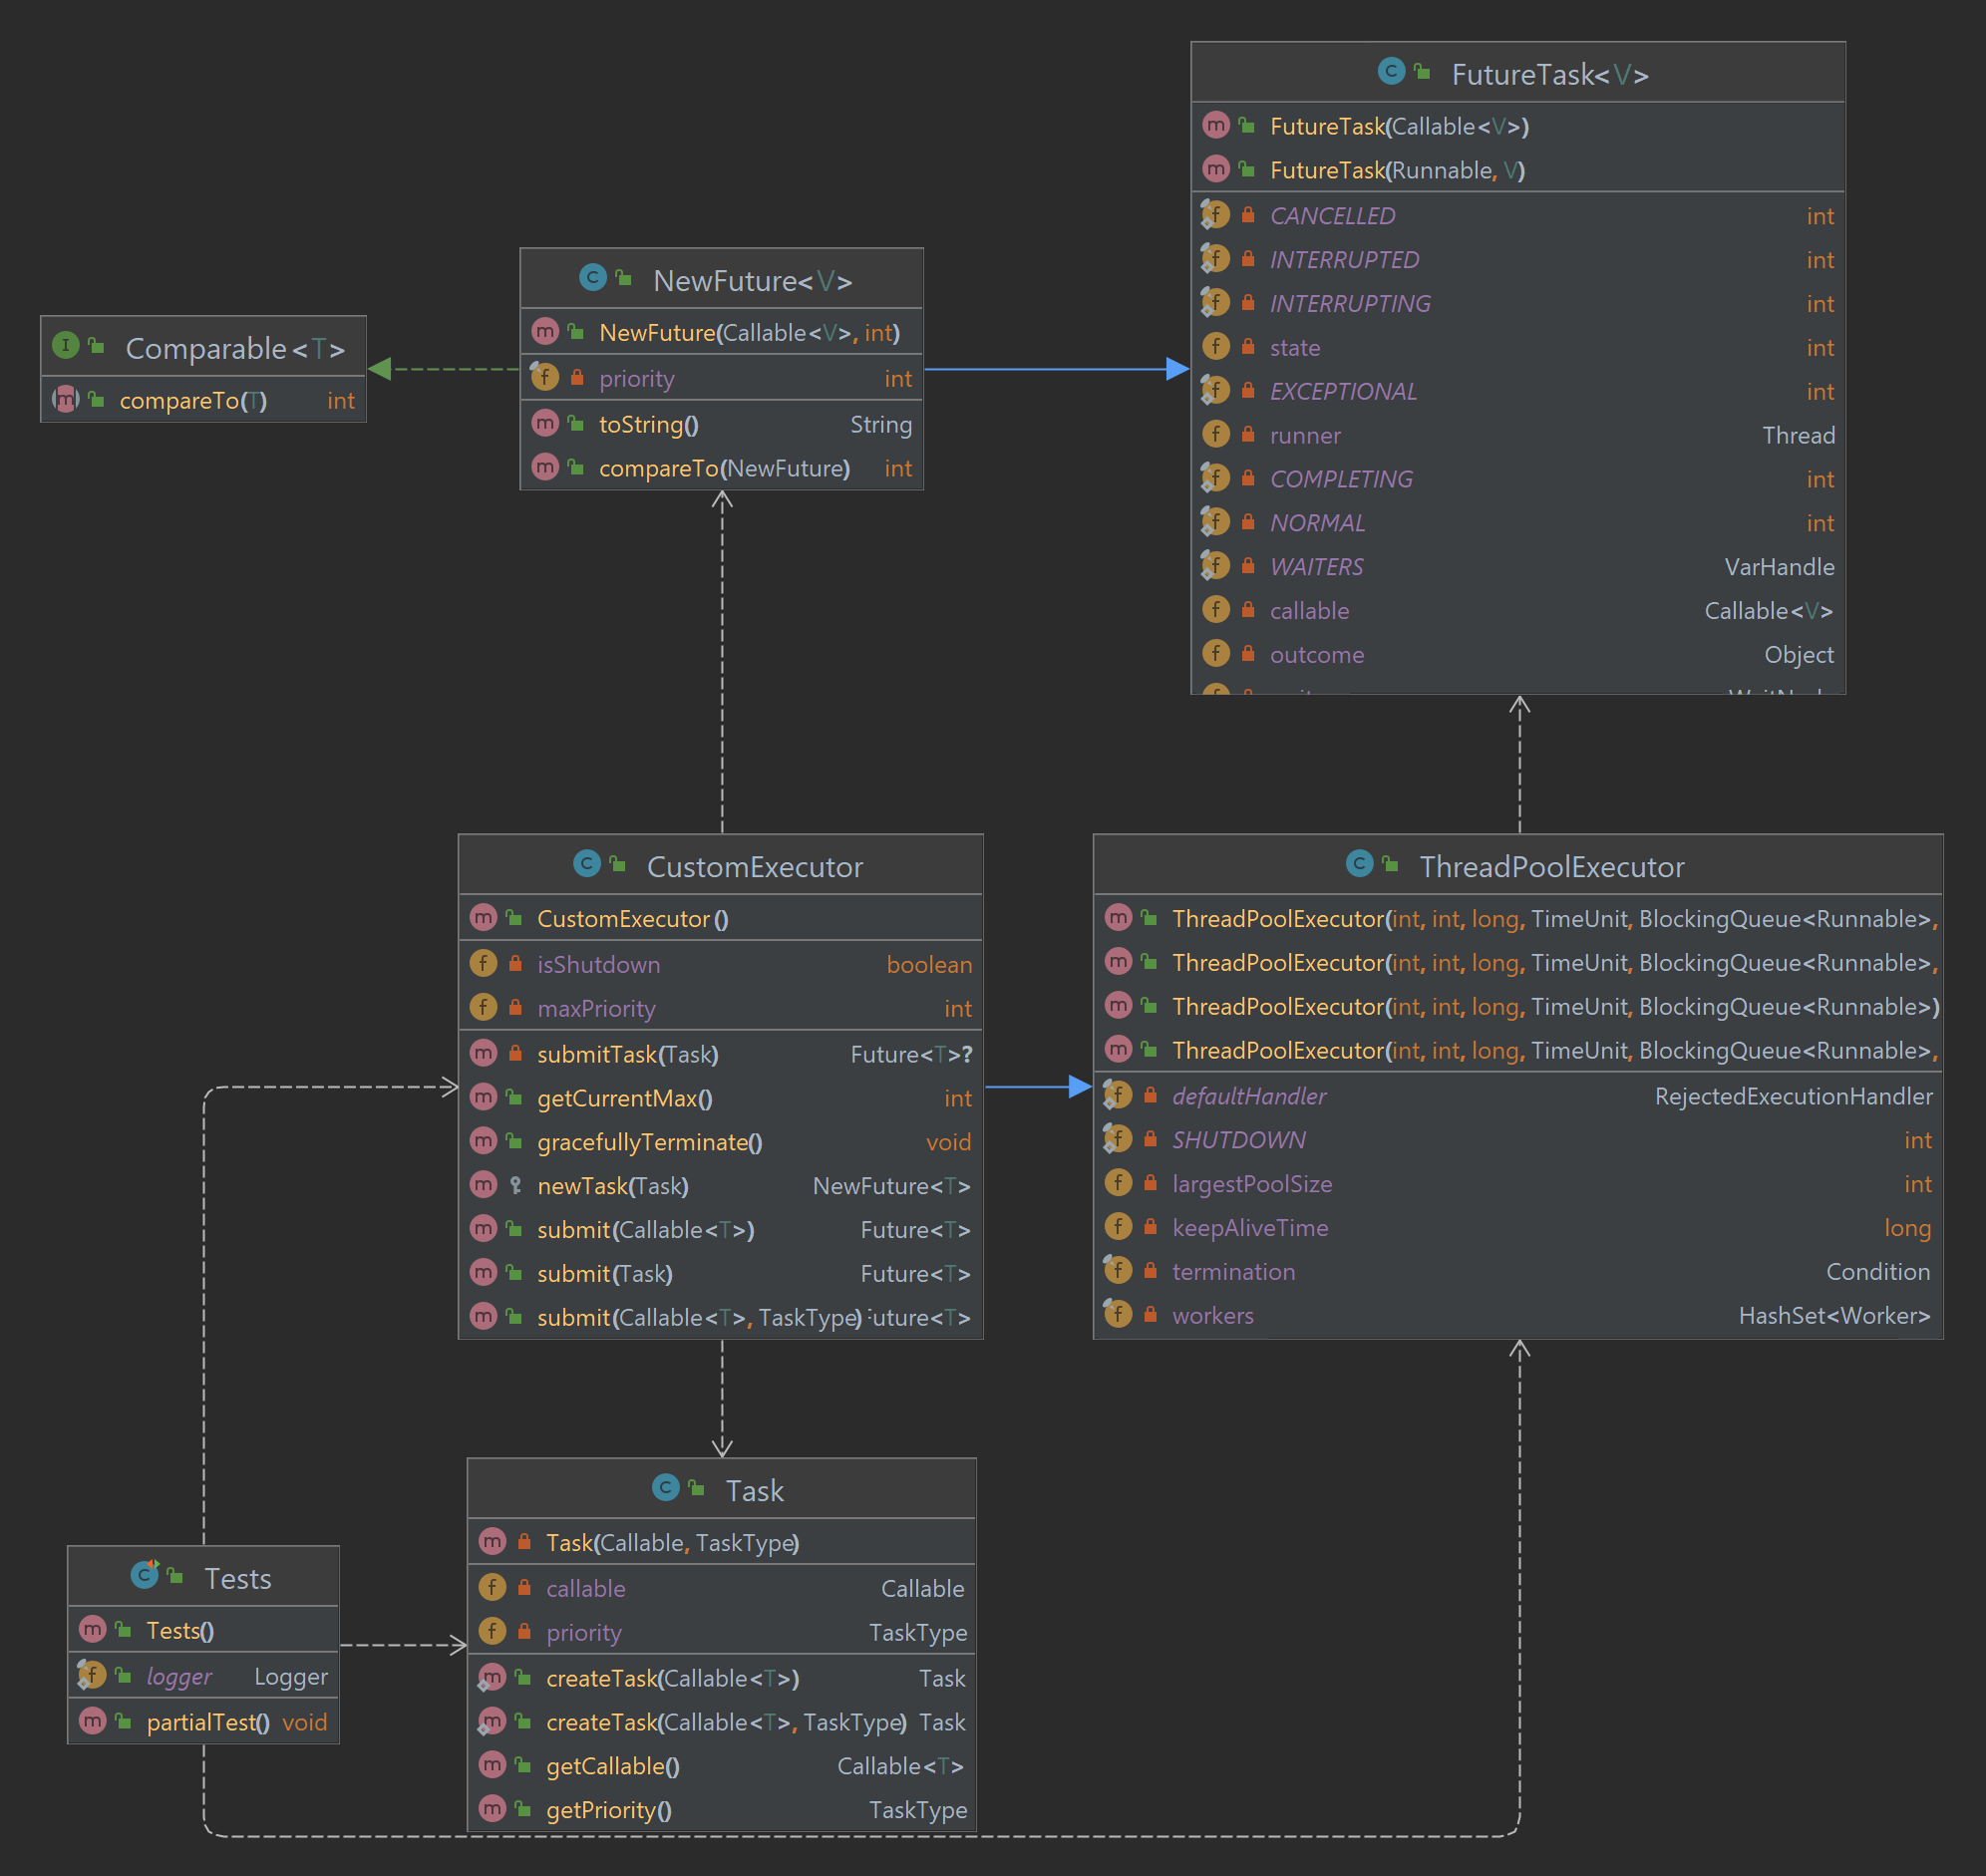 FutureTask<V>
FutureTask(Callable<V>)
FutureTask(Runnable, V)
CANCELLED int
INTERRUPTED int
INTERRUPTING int
state int
EXCEPTIONAL int
runner Thread
COMPLETING int
NORMAL int
WAITERS VarHandle
callable Callable<V>
outcome Object
NewFuture<V>
NewFuture(Callable<V>, int)
priority int
toString() String
compareTo(NewFuture) int
Comparable<T>
compareTo(T) int
CustomExecutor
CustomExecutor()
isShutdown boolean
maxPriority int
submitTask(Task) Future<T>?
getCurrentMax() int
gracefullyTerminate() void
newTask(Task) NewFuture<T>
submit(Callable<T>) Future<T>
submit(Task) Future<T>
submit(Callable<T>, TaskType) :uture<T>
ThreadPoolExecutor
ThreadPoolExecutor(int, int, long, TimeUnit, BlockingQueue<Runnable>,
ThreadPoolExecutor(int, int, long, TimeUnit, BlockingQueue<Runnable>,
ThreadPoolExecutor(int, int, long, TimeUnit, BlockingQueue<Runnable>)
ThreadPoolExecutor(int, int, long, TimeUnit, BlockingQueue<Runnable>,
defaultHandler RejectedExecutionHandler
SHUTDOWN int
largestPoolSize int
keepAliveTime long
termination Condition
workers HashSet<Worker>
Task
Task(Callable, TaskType)
callable Callable
priority TaskType
createTask(Callable<T>) Task
createTask(Callable<T>, TaskType) Task
getCallable() Callable<T>
getPriority() TaskType
Tests
Tests()
logger Logger
partialTest() void